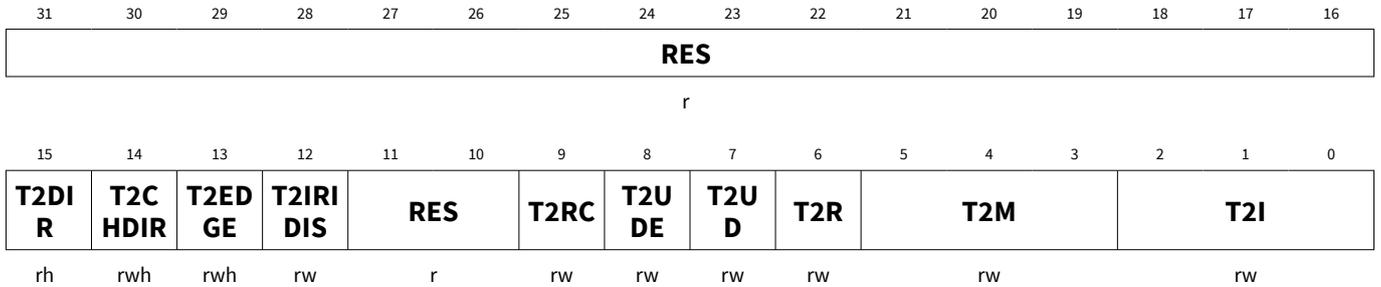 31 30 29 28 27 26 25 24 23 22 21 20 19 18 17 16
RES
r
15 14 13 12 11 10 9 8 7 6 5 4 3 2 1 0
T2DI T2C T2ED T2IRI RES T2RC T2U T2U T2R T2M T2I
R HDIR GE DIS DE D
rh rwh rwh rw r rw rw rw rw rw rw